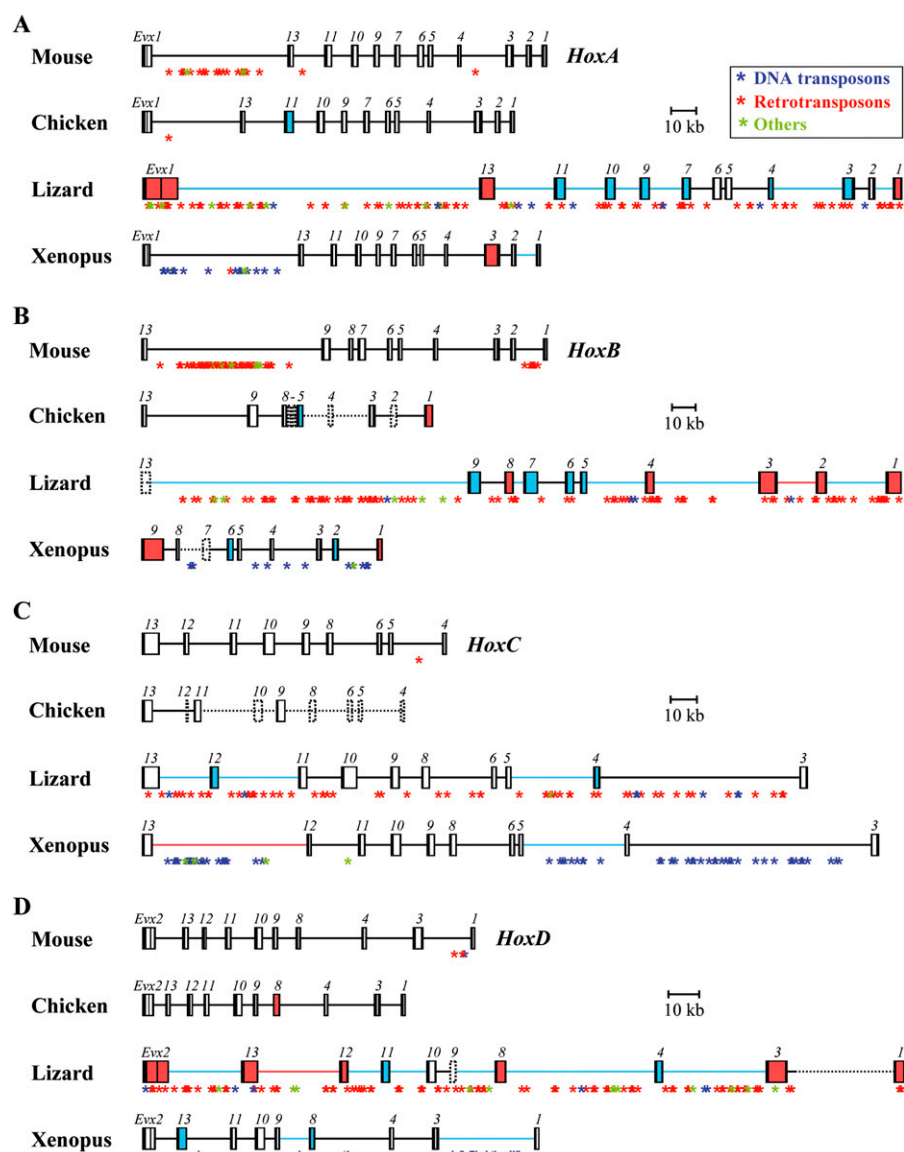 A
Evx1 13 11 10 9 7 6 5 4 3 2 1
Mouse HoxA
* DNA transposons
* Retrotransposons
* Others
Evx1 13 11 10 9 7 6 5 4 3 1
Chicken
10 kb
Evx1 13 11 10 9 7 6 5 4 3 2 1
Lizard
Evx1 13 11 10 9 7 6 5 4 3 2 1
Xenopus
B
13 9 8 7 6 5 4 3 2 1
Mouse HoxB
13 9 8 - 5 4 3 2 1
Chicken
10 kb
13 9 8 7 6 5 4 3 2 1
Lizard
9 8 7 6 5 4 3 2 1
Xenopus
C
13 12 11 10 9 8 6 5 4
Mouse HoxC
13 12 11 10 9 8 6 5 4
Chicken
10 kb
13 12 11 10 9 8 6 5 4 3
Lizard
13 12 11 10 9 8 6 5 4 3
Xenopus
D
Evx2 13 12 11 10 9 8 4 3 1
Mouse HoxD
Evx2 13 12 11 10 9 8 4 3 1
Chicken
10 kb
Evx2 13 12 11 10 9 8 4 3 1
Lizard
Evx2 13 11 10 9 8 4 3 1
Xenopus